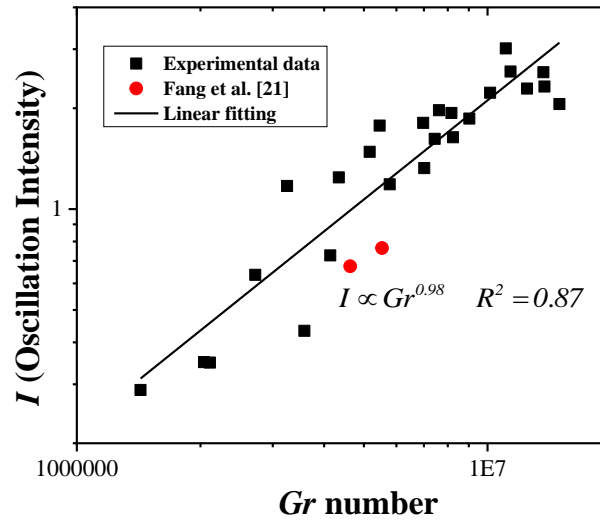 Experimental data
Fang et al. [21]
Linear fitting
I (Oscillation Intensity)
1
I ∝ Gr^0.98 R^2 = 0.87
1000000 1E7
Gr number